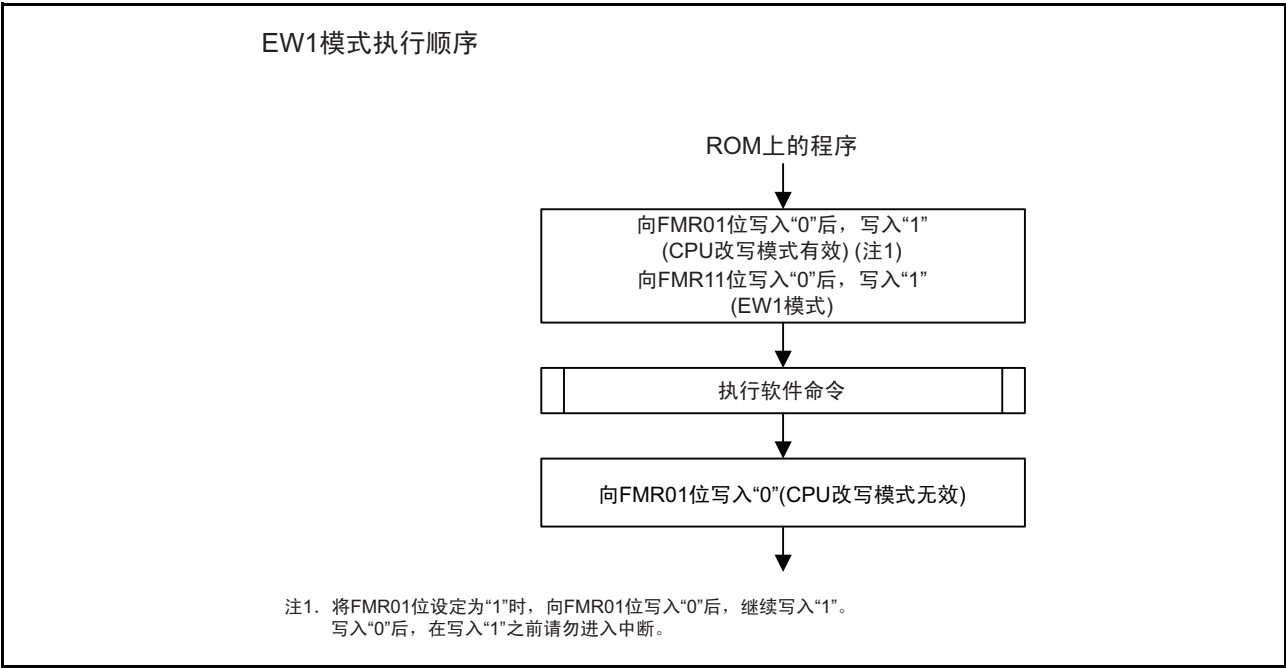 EW1模式执行顺序
ROM上的程序
向FMR01位写入“0”后，写入“1”
(CPU改写模式有效) (注1)
向FMR11位写入“0”后，写入“1”
(EW1模式)
执行软件命令
向FMR01位写入“0”(CPU改写模式无效)
注1．将FMR01位设定为“1”时，向FMR01位写入“0”后，继续写入“1”。
写入“0”后，在写入“1”之前请勿进入中断。